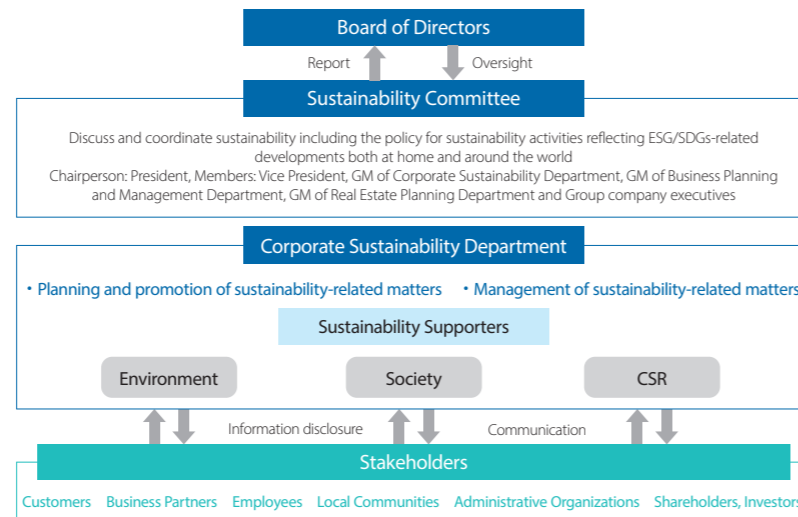 Board of Directors
Report
Oversight
Sustainability Committee
Discuss and coordinate sustainability including the policy for sustainability activities reflecting ESG/SDGs-related
developments both at home and around the world
Chairperson: President, Members: Vice President, GM of Corporate Sustainability Department, GM of Business Planning
and Management Department, GM of Real Estate Planning Department and Group company executives
Corporate Sustainability Department
・Planning and promotion of sustainability-related matters ・Management of sustainability-related matters
Sustainability Supporters
Environment Society CSR
Information disclosure Communication
Stakeholders
Customers Business Partners Employees Local Communities Administrative Organizations Shareholders, Investors